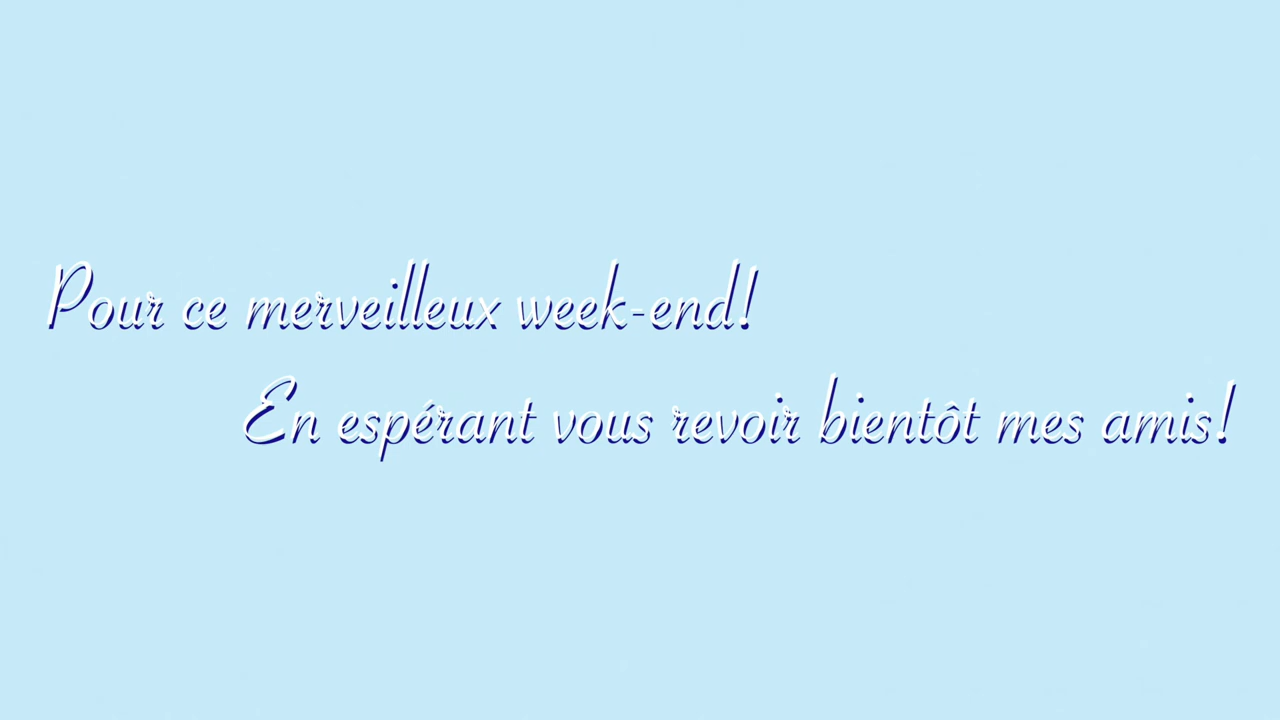 Pour ce merveilleux week-end!
En espérant vous revoir bientôt mes amis!